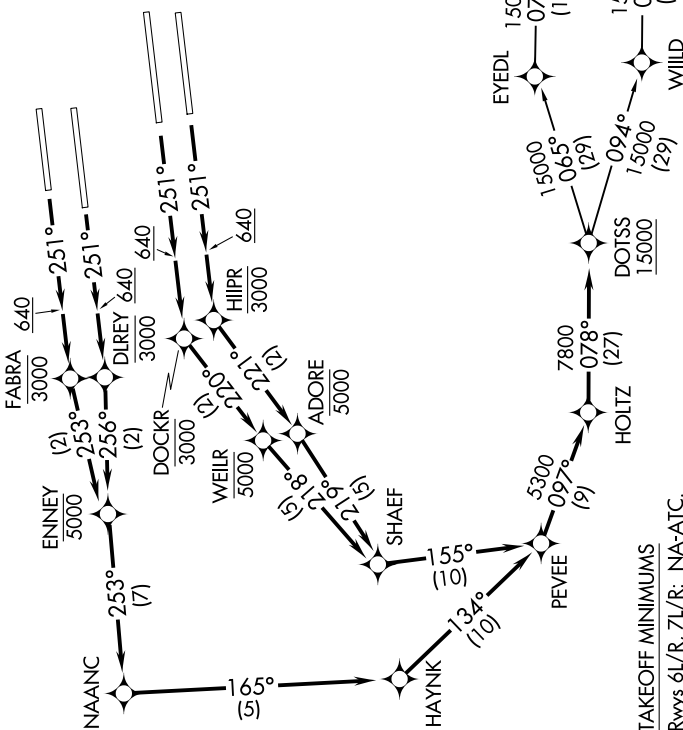 FABRA
3000
640
251°
251°
640
DLREY
3000
(2)
253°
256°
(2)
ENNEY
5000
253°
(7)
NAANC
165°
(5)
HAYNK
134°
(10)
251°
251°
640
640
HIIPR
3000
DOCKR
3000
220°
(2)
221°
(2)
WEILR
5000
ADORE
5000
218°
(5)
219°
(5)
SHAEF
155°
(10)
PEVEE
5300
097°
(9)
HOLTZ
7800
078°
(27)
DOTSS
15000
15000
065°
(29)
094°
15000
(29)
EYEDL
WIILD
TAKEOFF MINIMUMS
Rwys 6L/R, 7L/R: NA-ATC.